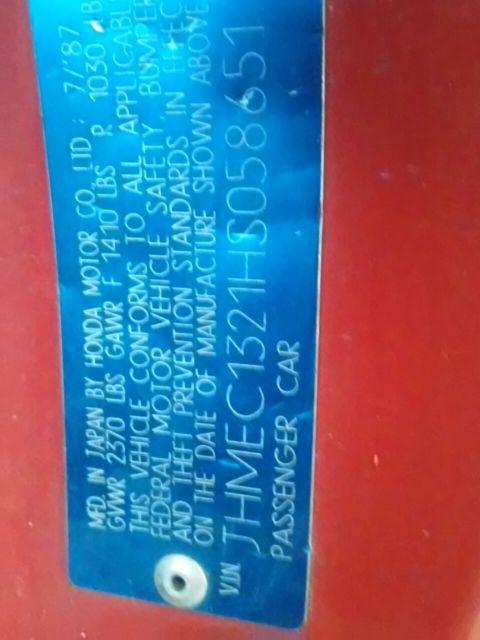 MFD. IN JAPAN BY HONDA MOTOR CO., LTD.; 7/'87
GVWR 2370 LBS GAWR F 1410 LBS R 1030 LB
THIS VEHICLE CONFORMS TO ALL APPLICABLE
FEDERAL MOTOR VEHICLE SAFETY, BUMPER
AND THEFT PREVENTION STANDARDS IN EFFEC
ON THE DATE OF MANUFACTURE SHOWN ABOVE
V.I.N. JHMEC1321HS058651
PASSENGER CAR